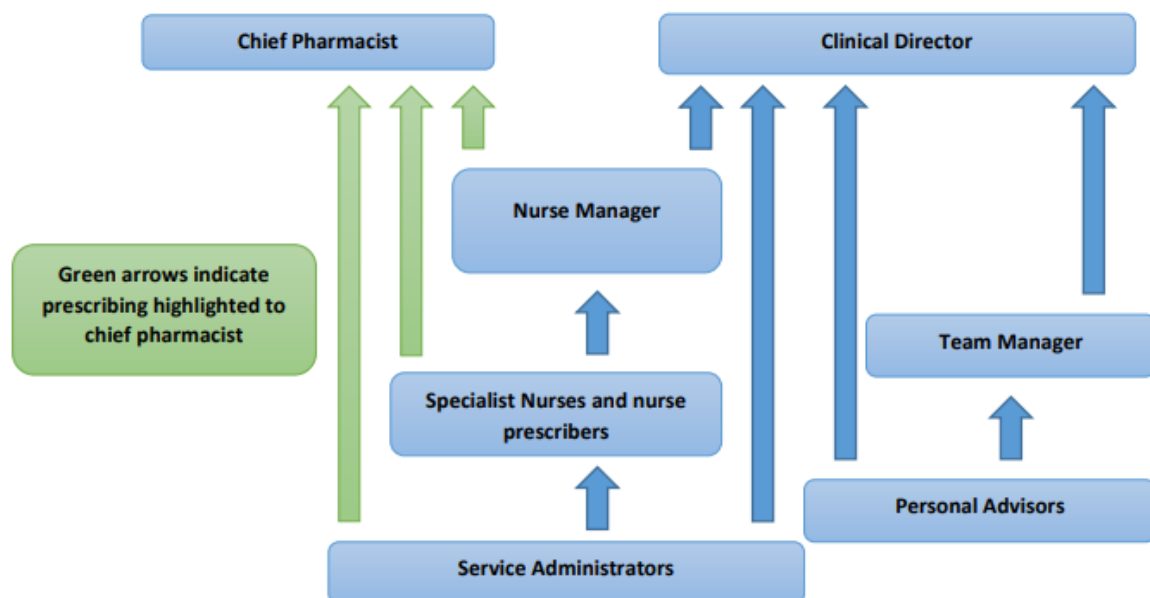 Chief Pharmacist
Clinical Director
Nurse Manager
Green arrows indicate
prescribing highlighted to
chief pharmacist
Team Manager
Specialist Nurses and nurse
prescribers
Personal Advisors
Service Administrators